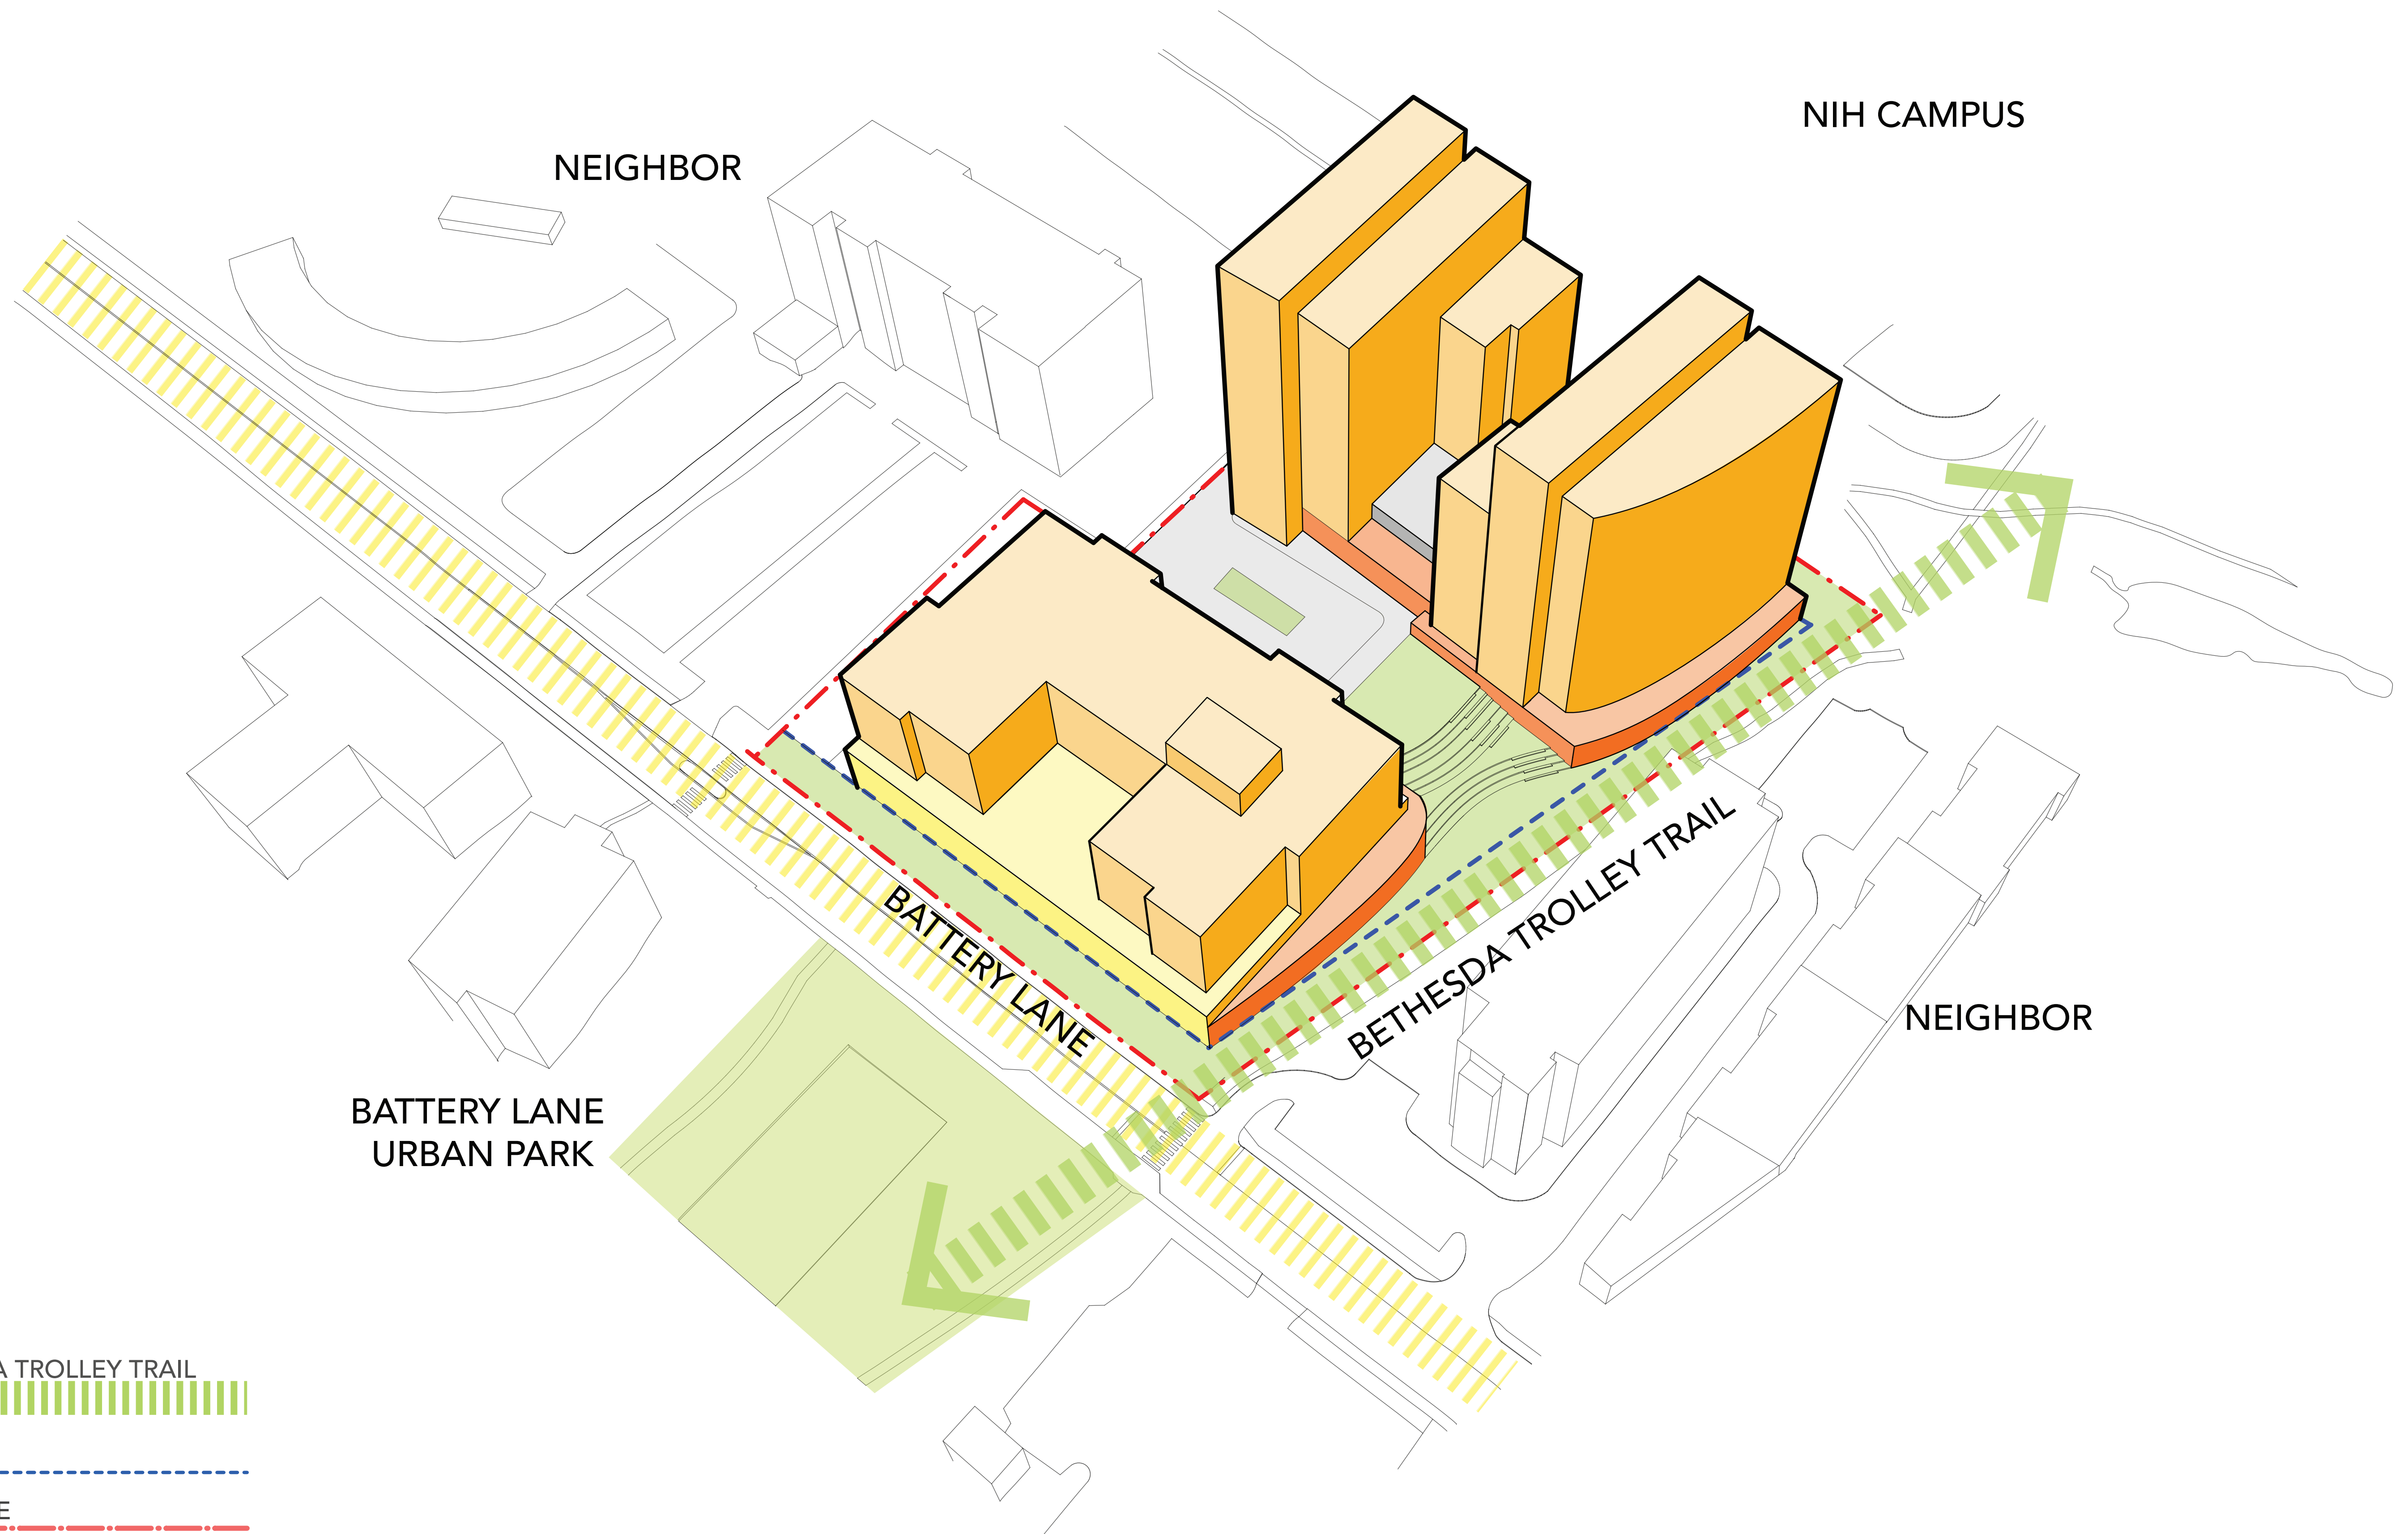 NIH CAMPUS
NEIGHBOR
BATTERY LANE
BETHESDA TROLLEY TRAIL
NEIGHBOR
BATTERY LANE
URBAN PARK
TROLLEY TRAIL